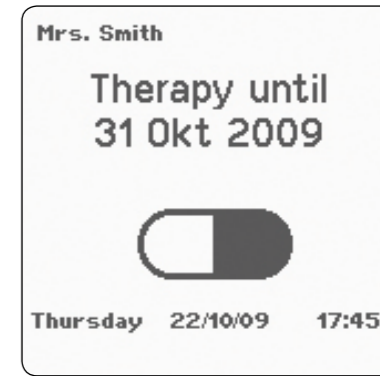 Mrs. Smith
Therapy until
31 Okt 2009
Thursday 22/10/09 17:45